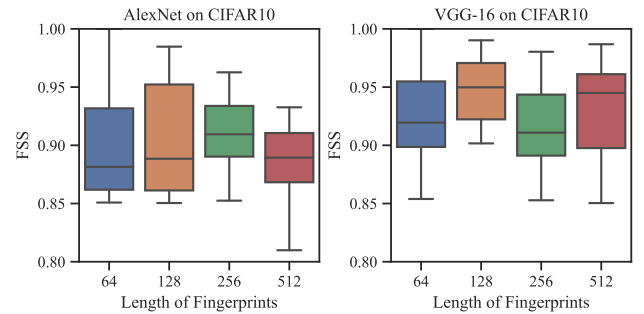 AlexNet on CIFAR10
1.00
0.95
0.90
0.85
0.80
FSS
64 128 256 512
Length of Fingerprints
VGG-16 on CIFAR10
1.00
0.95
0.90
0.85
0.80
FSS
64 128 256 512
Length of Fingerprints